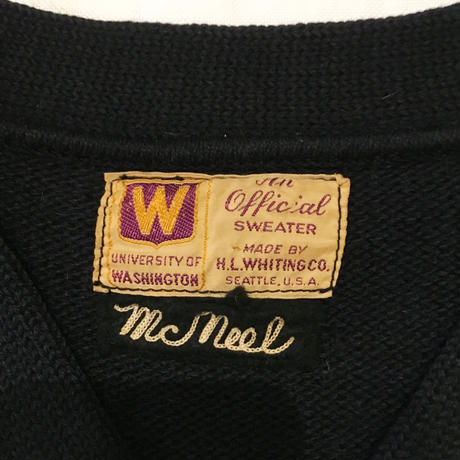 W
UNIVERSITY OF
WASHINGTON
An
Official
SWEATER
MADE BY
H.L.WHITING CO.
SEATTLE, U.S.A.
McNeel